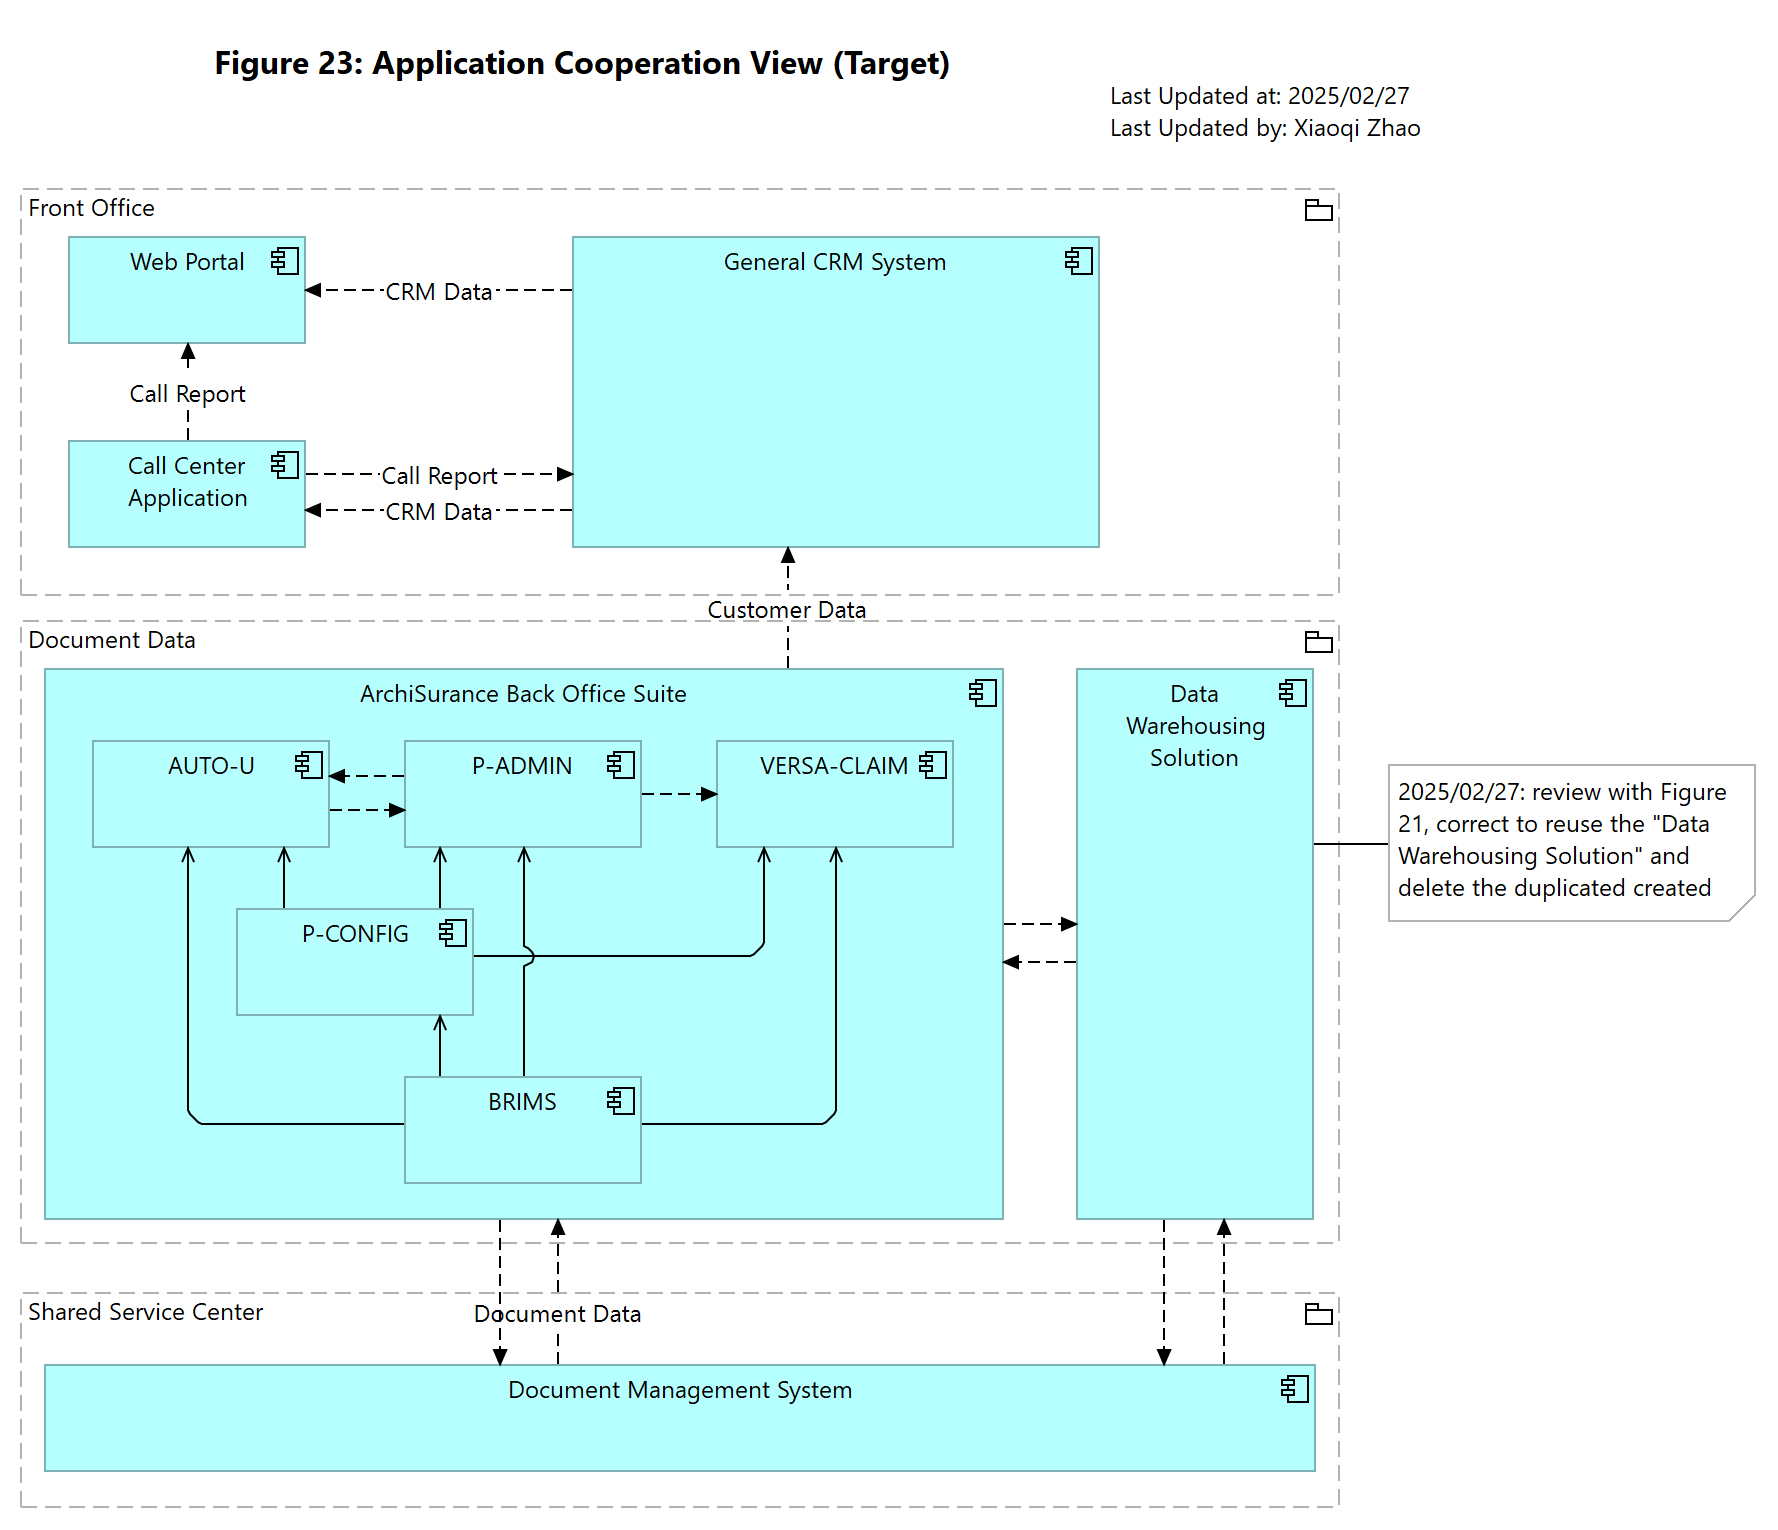 Figure 23: Application Cooperation View (Target)
Last Updated at: 2025/02/27
Last Updated by: Xiaoqi Zhao
Front Office
Web Portal
General CRM System
CRM Data
Call Report
Call Center
Application
Call Report
CRM Data
Customer Data
Document Data
ArchiSurance Back Office Suite
Data
Warehousing
Solution
AUTO-U
P-ADMIN
VERSA-CLAIM
2025/02/27: review with Figure
21, correct to reuse the "Data
Warehousing Solution" and
delete the duplicated created
P-CONFIG
BRIMS
Shared Service Center
Document Data
Document Management System